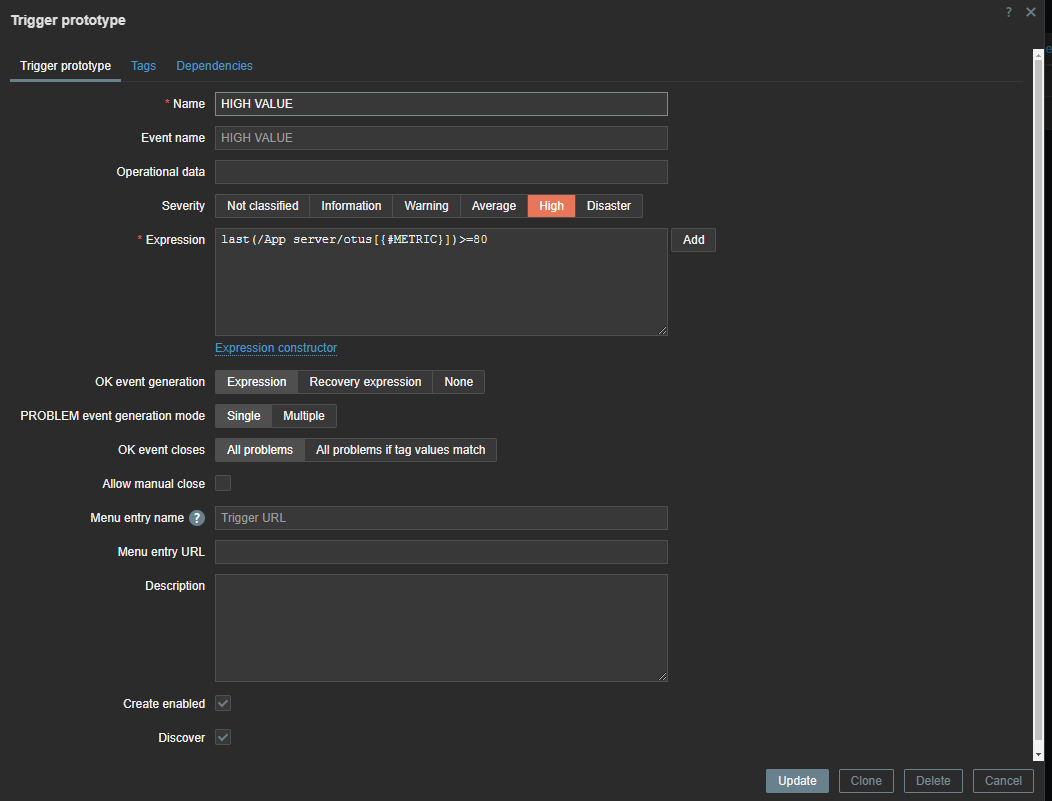 Trigger prototype
? ×
Trigger prototype Tags Dependencies
* Name HIGH VALUE
Event name HIGH VALUE
Operational data
Severity Not classified Information Warning Average High Disaster
* Expression last(/App server/otus[{#METRIC}])>=80 Add
Expression constructor
OK event generation Expression Recovery expression None
PROBLEM event generation mode Single Multiple
OK event closes All problems All problems if tag values match
Allow manual close
Menu entry name ? Trigger URL
Menu entry URL
Description
Create enabled
Discover
Update Clone Delete Cancel